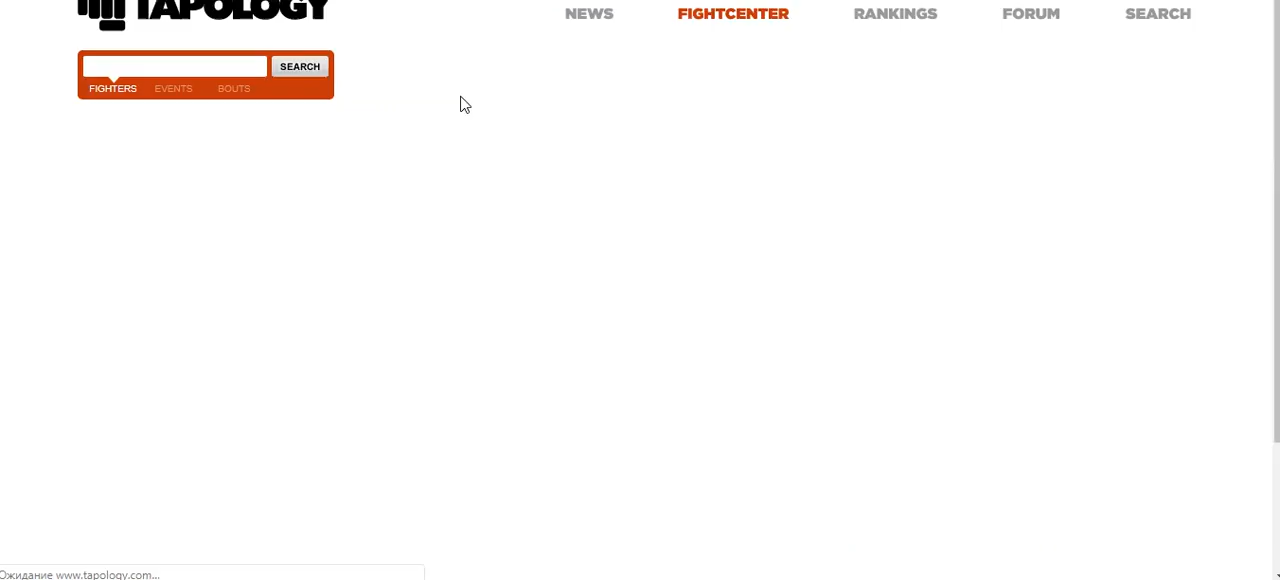 TAPOLOGY
NEWS FIGHTCENTER RANKINGS FORUM SEARCH
SEARCH
FIGHTERS EVENTS BOUTS
Ожидание www.tapology.com...